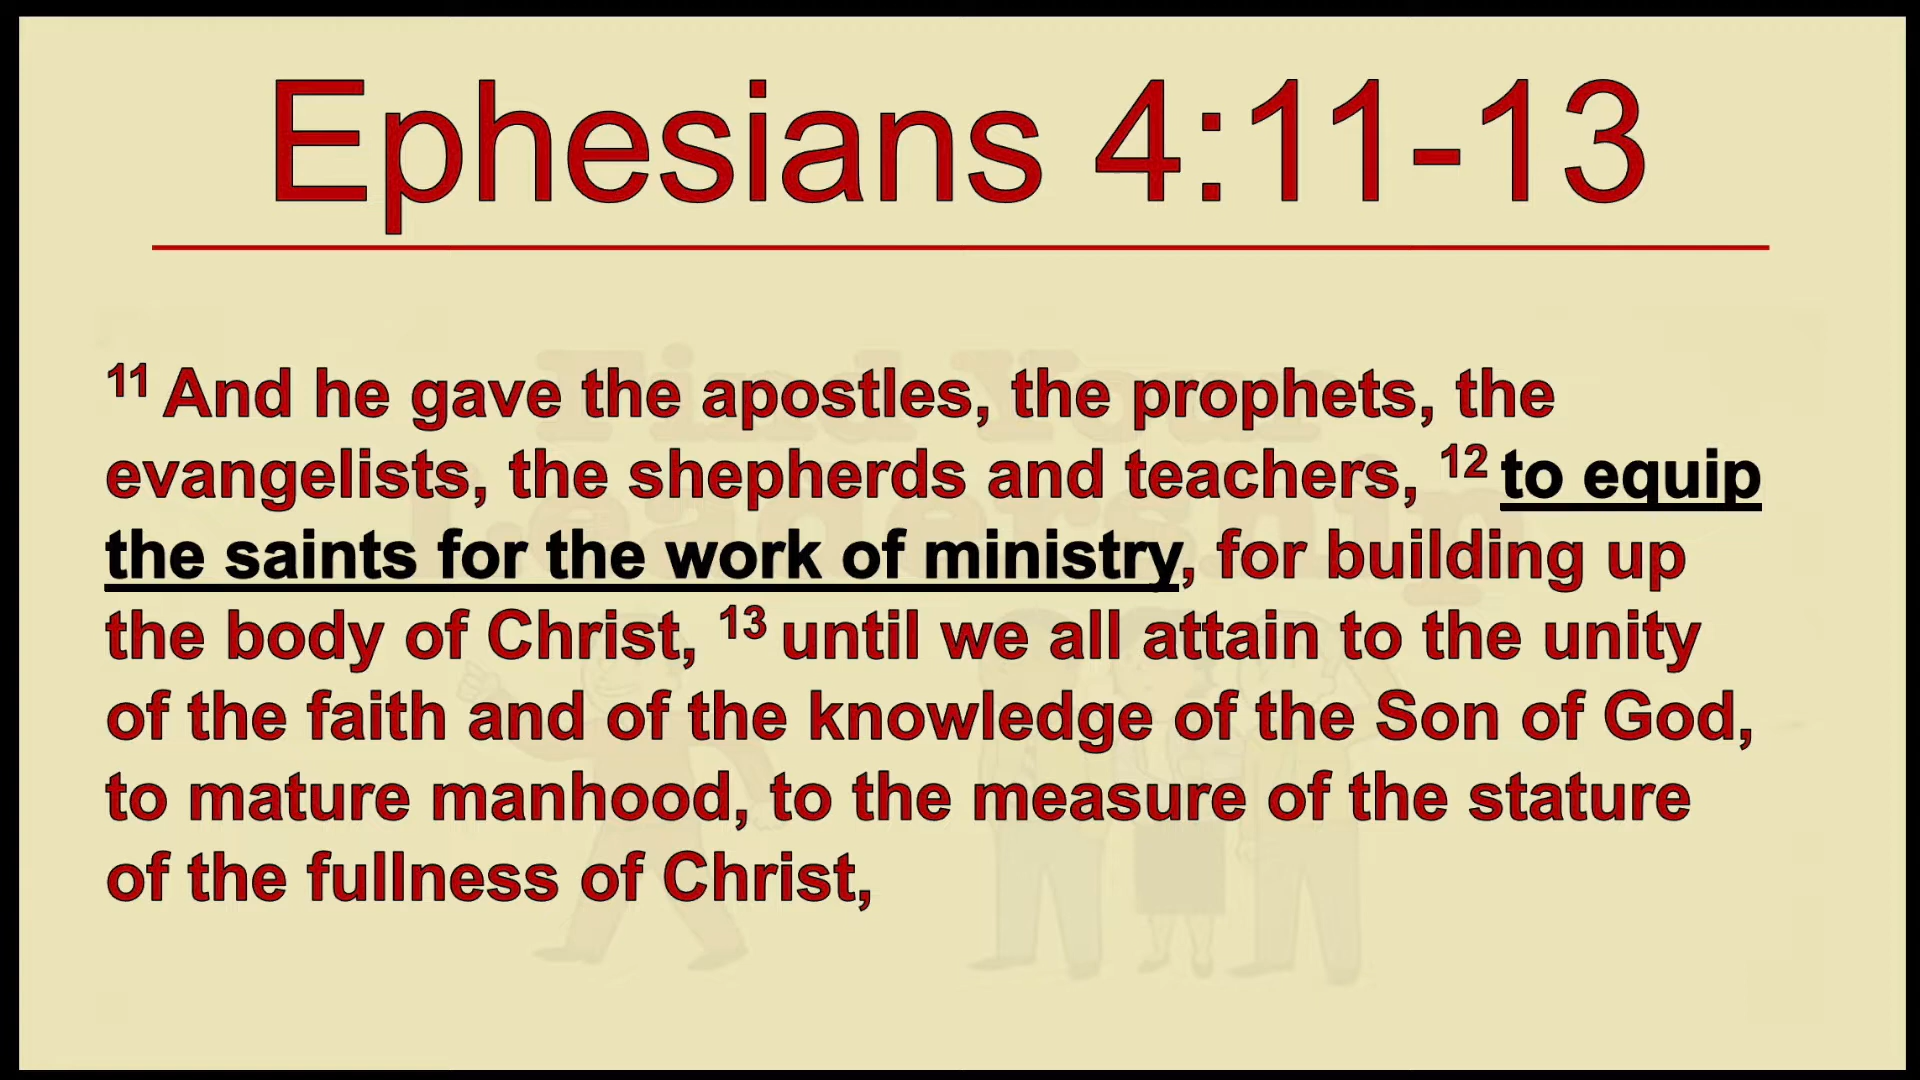 Ephesians 4:11-13
Find Your
Leadership
11 And he gave the apostles, the prophets, the
evangelists, the shepherds and teachers, 12 to equip
the saints for the work of ministry, for building up
the body of Christ, 13 until we all attain to the unity
of the faith and of the knowledge of the Son of God,
to mature manhood, to the measure of the stature
of the fullness of Christ,